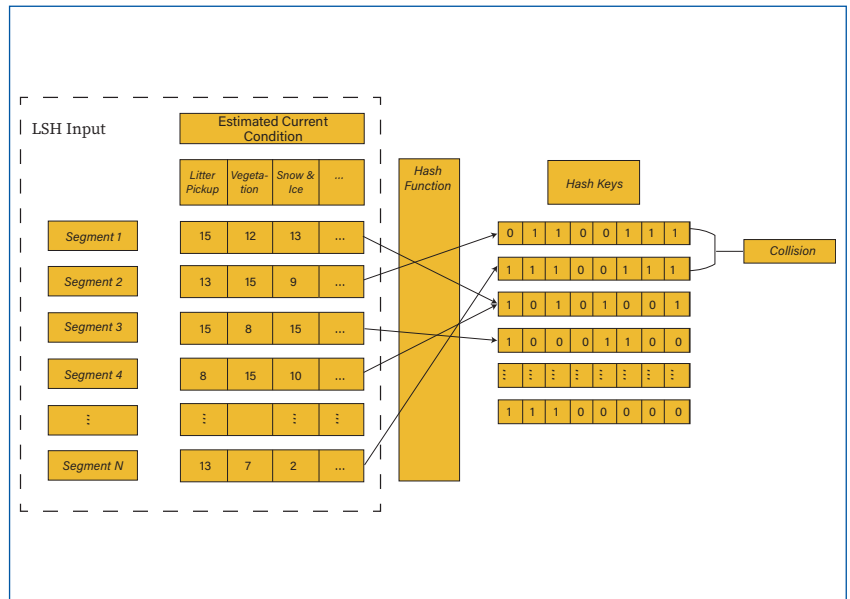 LSH Input
Estimated Current
Condition
Litter
Pickup
Vegeta-
tion
Snow &
Ice
...
Hash
Function
Hash Keys
Segment 1
15 12 13 ...
0 1 1 0 0 1 1 1
Collision
Segment 2
13 15 9 ...
1 1 1 0 0 1 1 1
Segment 3
15 8 15 ...
1 0 1 0 1 0 0 1
Segment 4
8 15 10 ...
1 0 0 0 1 1 0 0
⋮
⋮ ⋮ ⋮
⋮ ⋮ ⋮ ⋮ ⋮ ⋮ ⋮ ⋮
Segment N
13 7 2 ...
1 1 1 0 0 0 0 0